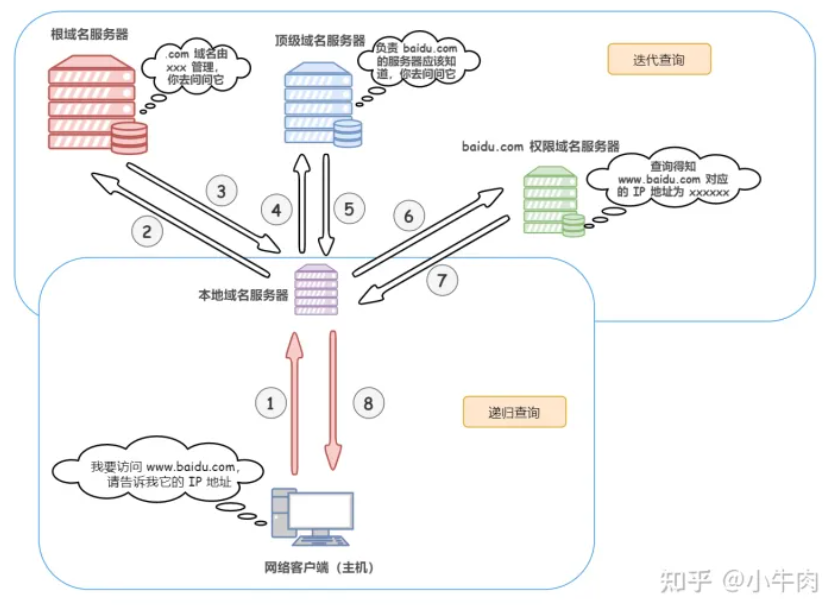 根域名服务器
.com 域名由
xxx 管理，
你去问问它
顶级域名服务器
负责 baidu.com
的服务器应该知
道，你去问问它
迭代查询
baidu.com 权限域名服务器
查询得知
www.baidu.com 对应
的 IP 地址为 xxxxxx
3
2
4
5
6
7
本地域名服务器
1
8
递归查询
我要访问 www.baidu.com，
请告诉我它的 IP 地址
网络客户端（主机）
知乎 @小牛肉